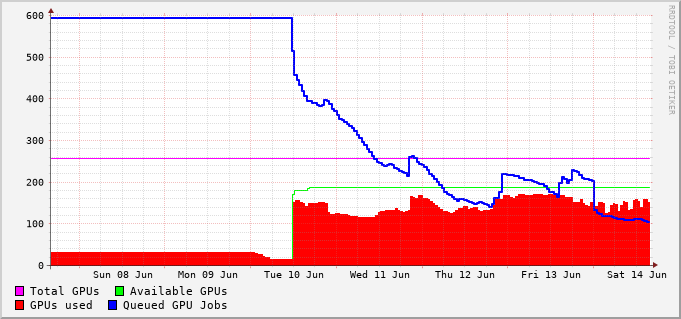 RRDTOOL / TOBI OETIKER
600
500
400
300
200
100
0
Sun 08 Jun Mon 09 Jun Tue 10 Jun Wed 11 Jun Thu 12 Jun Fri 13 Jun Sat 14 Jun
Total GPUs Available GPUs
GPUs used Queued GPU Jobs